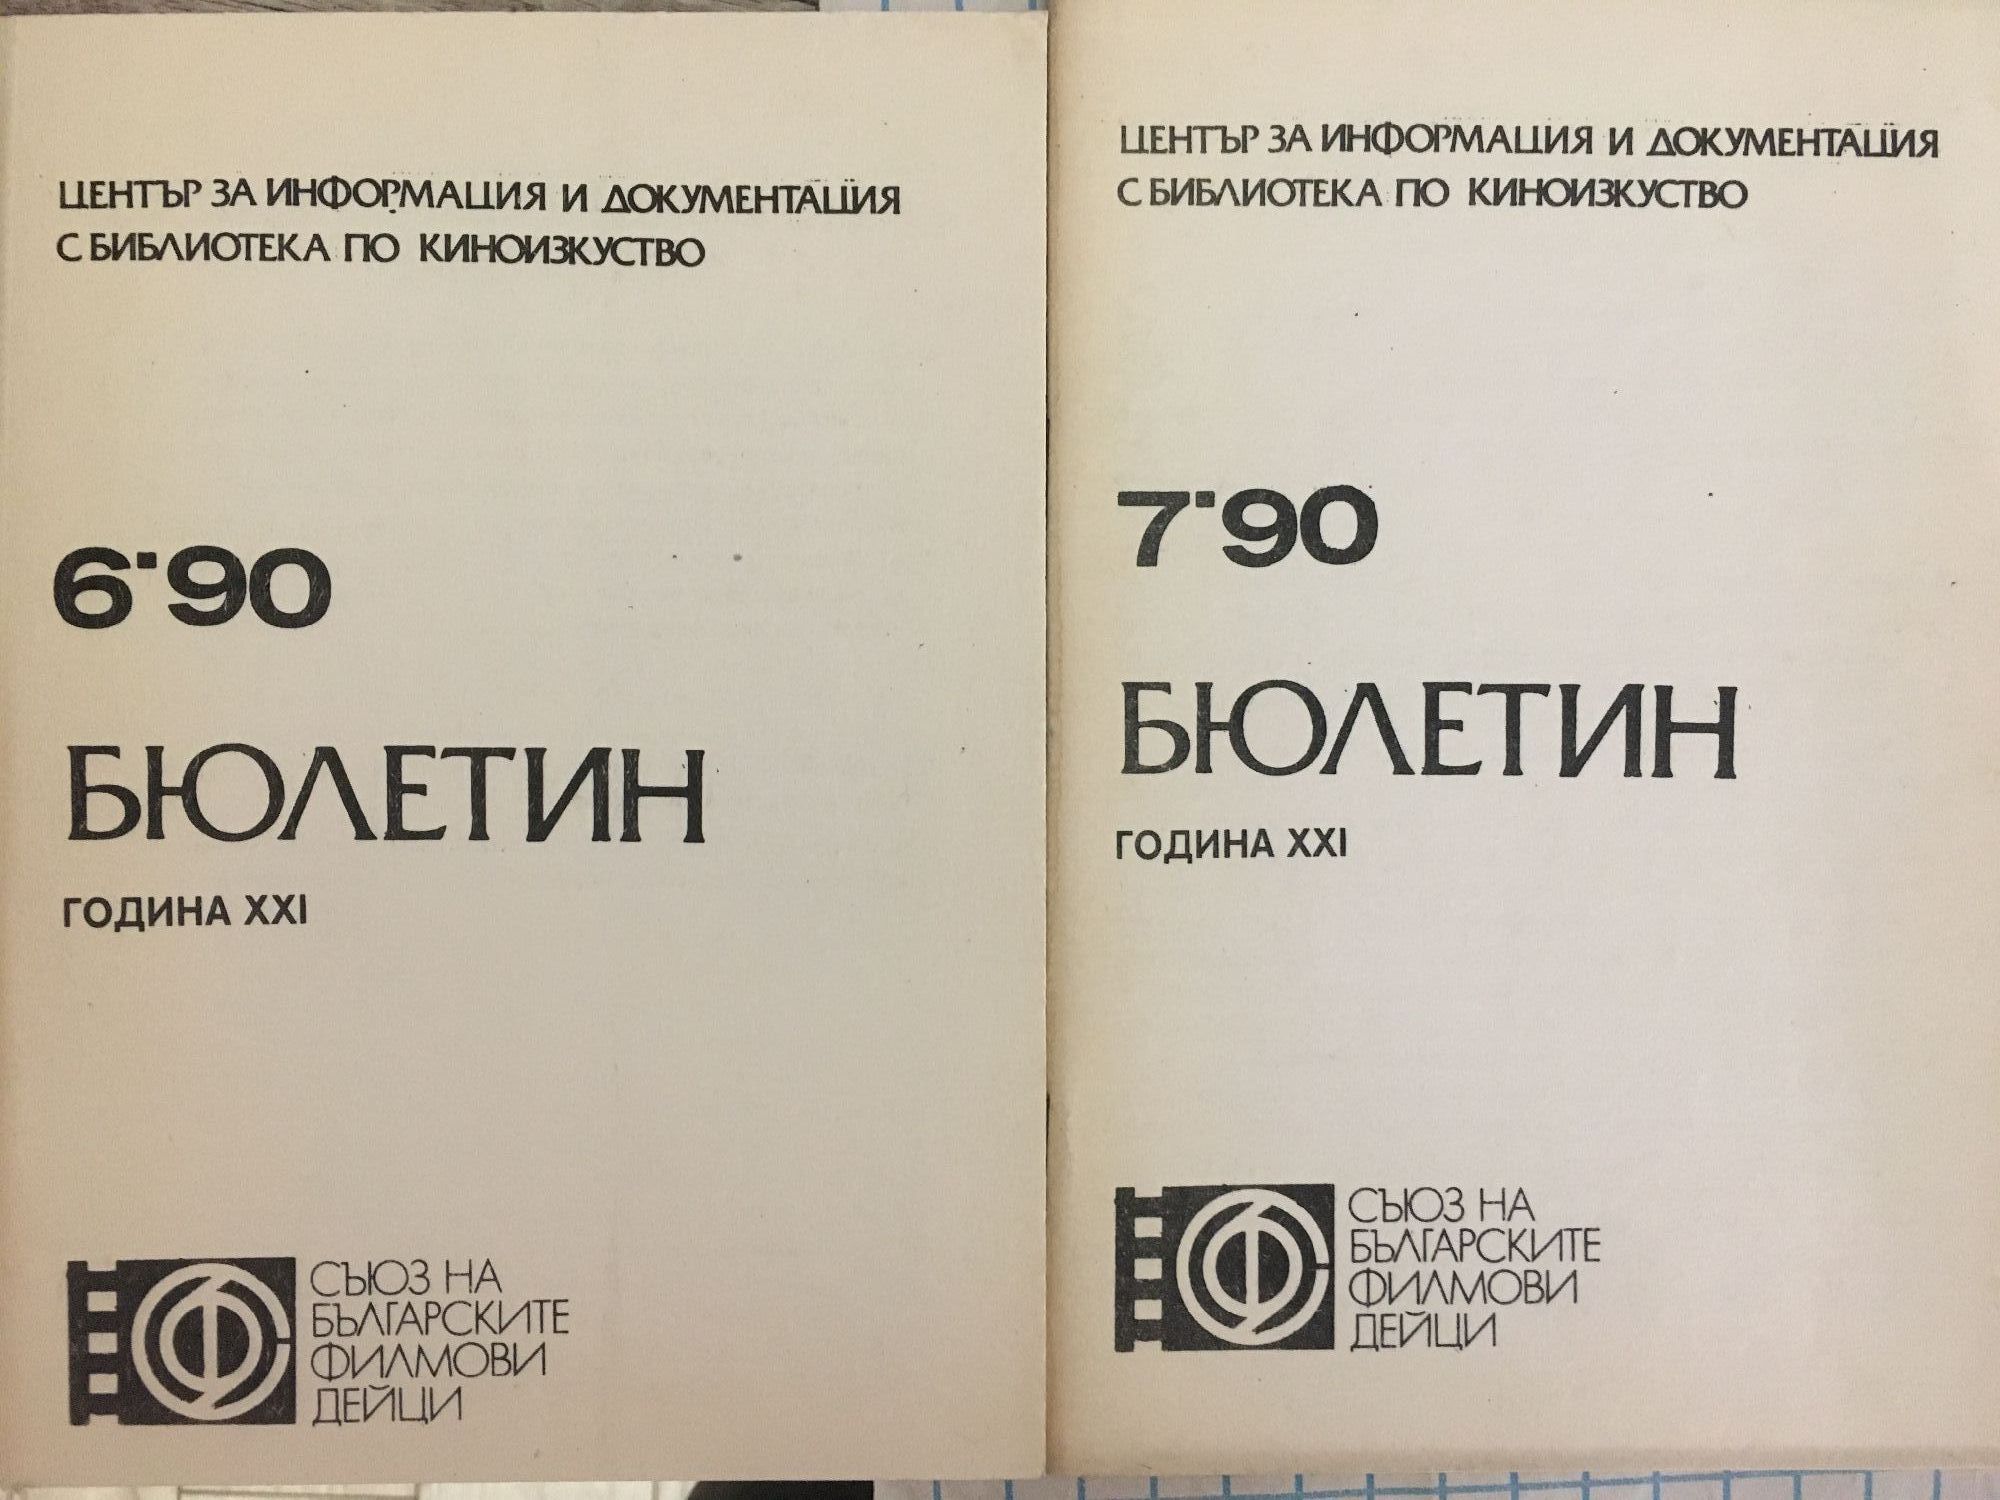 ЦЕНТЪР ЗА ИНФОРМАЦИЯ И ДОКУМЕНТАЦИЯ
С БИБЛИОТЕКА ПО КИНОИЗКУСТВО
6'90
БЮЛЕТИН
ГОДИНА XXI
СЪЮЗ НА
БЪЛГАРСКИТЕ
ФИЛМОВИ
ДЕЙЦИ
ЦЕНТЪР ЗА ИНФОРМАЦИЯ И ДОКУМЕНТАЦИЯ
С БИБЛИОТЕКА ПО КИНОИЗКУСТВО
7'90
БЮЛЕТИН
ГОДИНА XXI
СЪЮЗ НА
БЪЛГАРСКИТЕ
ФИЛМОВИ
ДЕЙЦИ